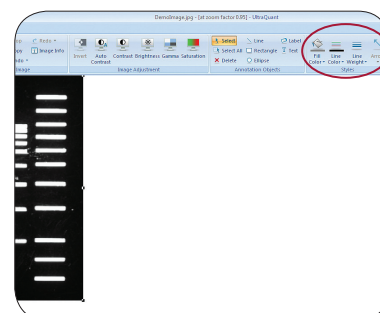 DemoImage.jpg - [at zoom factor 0.95] - UltraQuant
Redo
Image Info
Image
Invert
Auto Contrast
Contrast
Brightness
Gamma
Saturation
Image Adjustment
Select
Select All
Delete
Line
Rectangle
Ellipse
Label
Text
Annotation Objects
Fill Color
Line Color
Line Weight
Styles